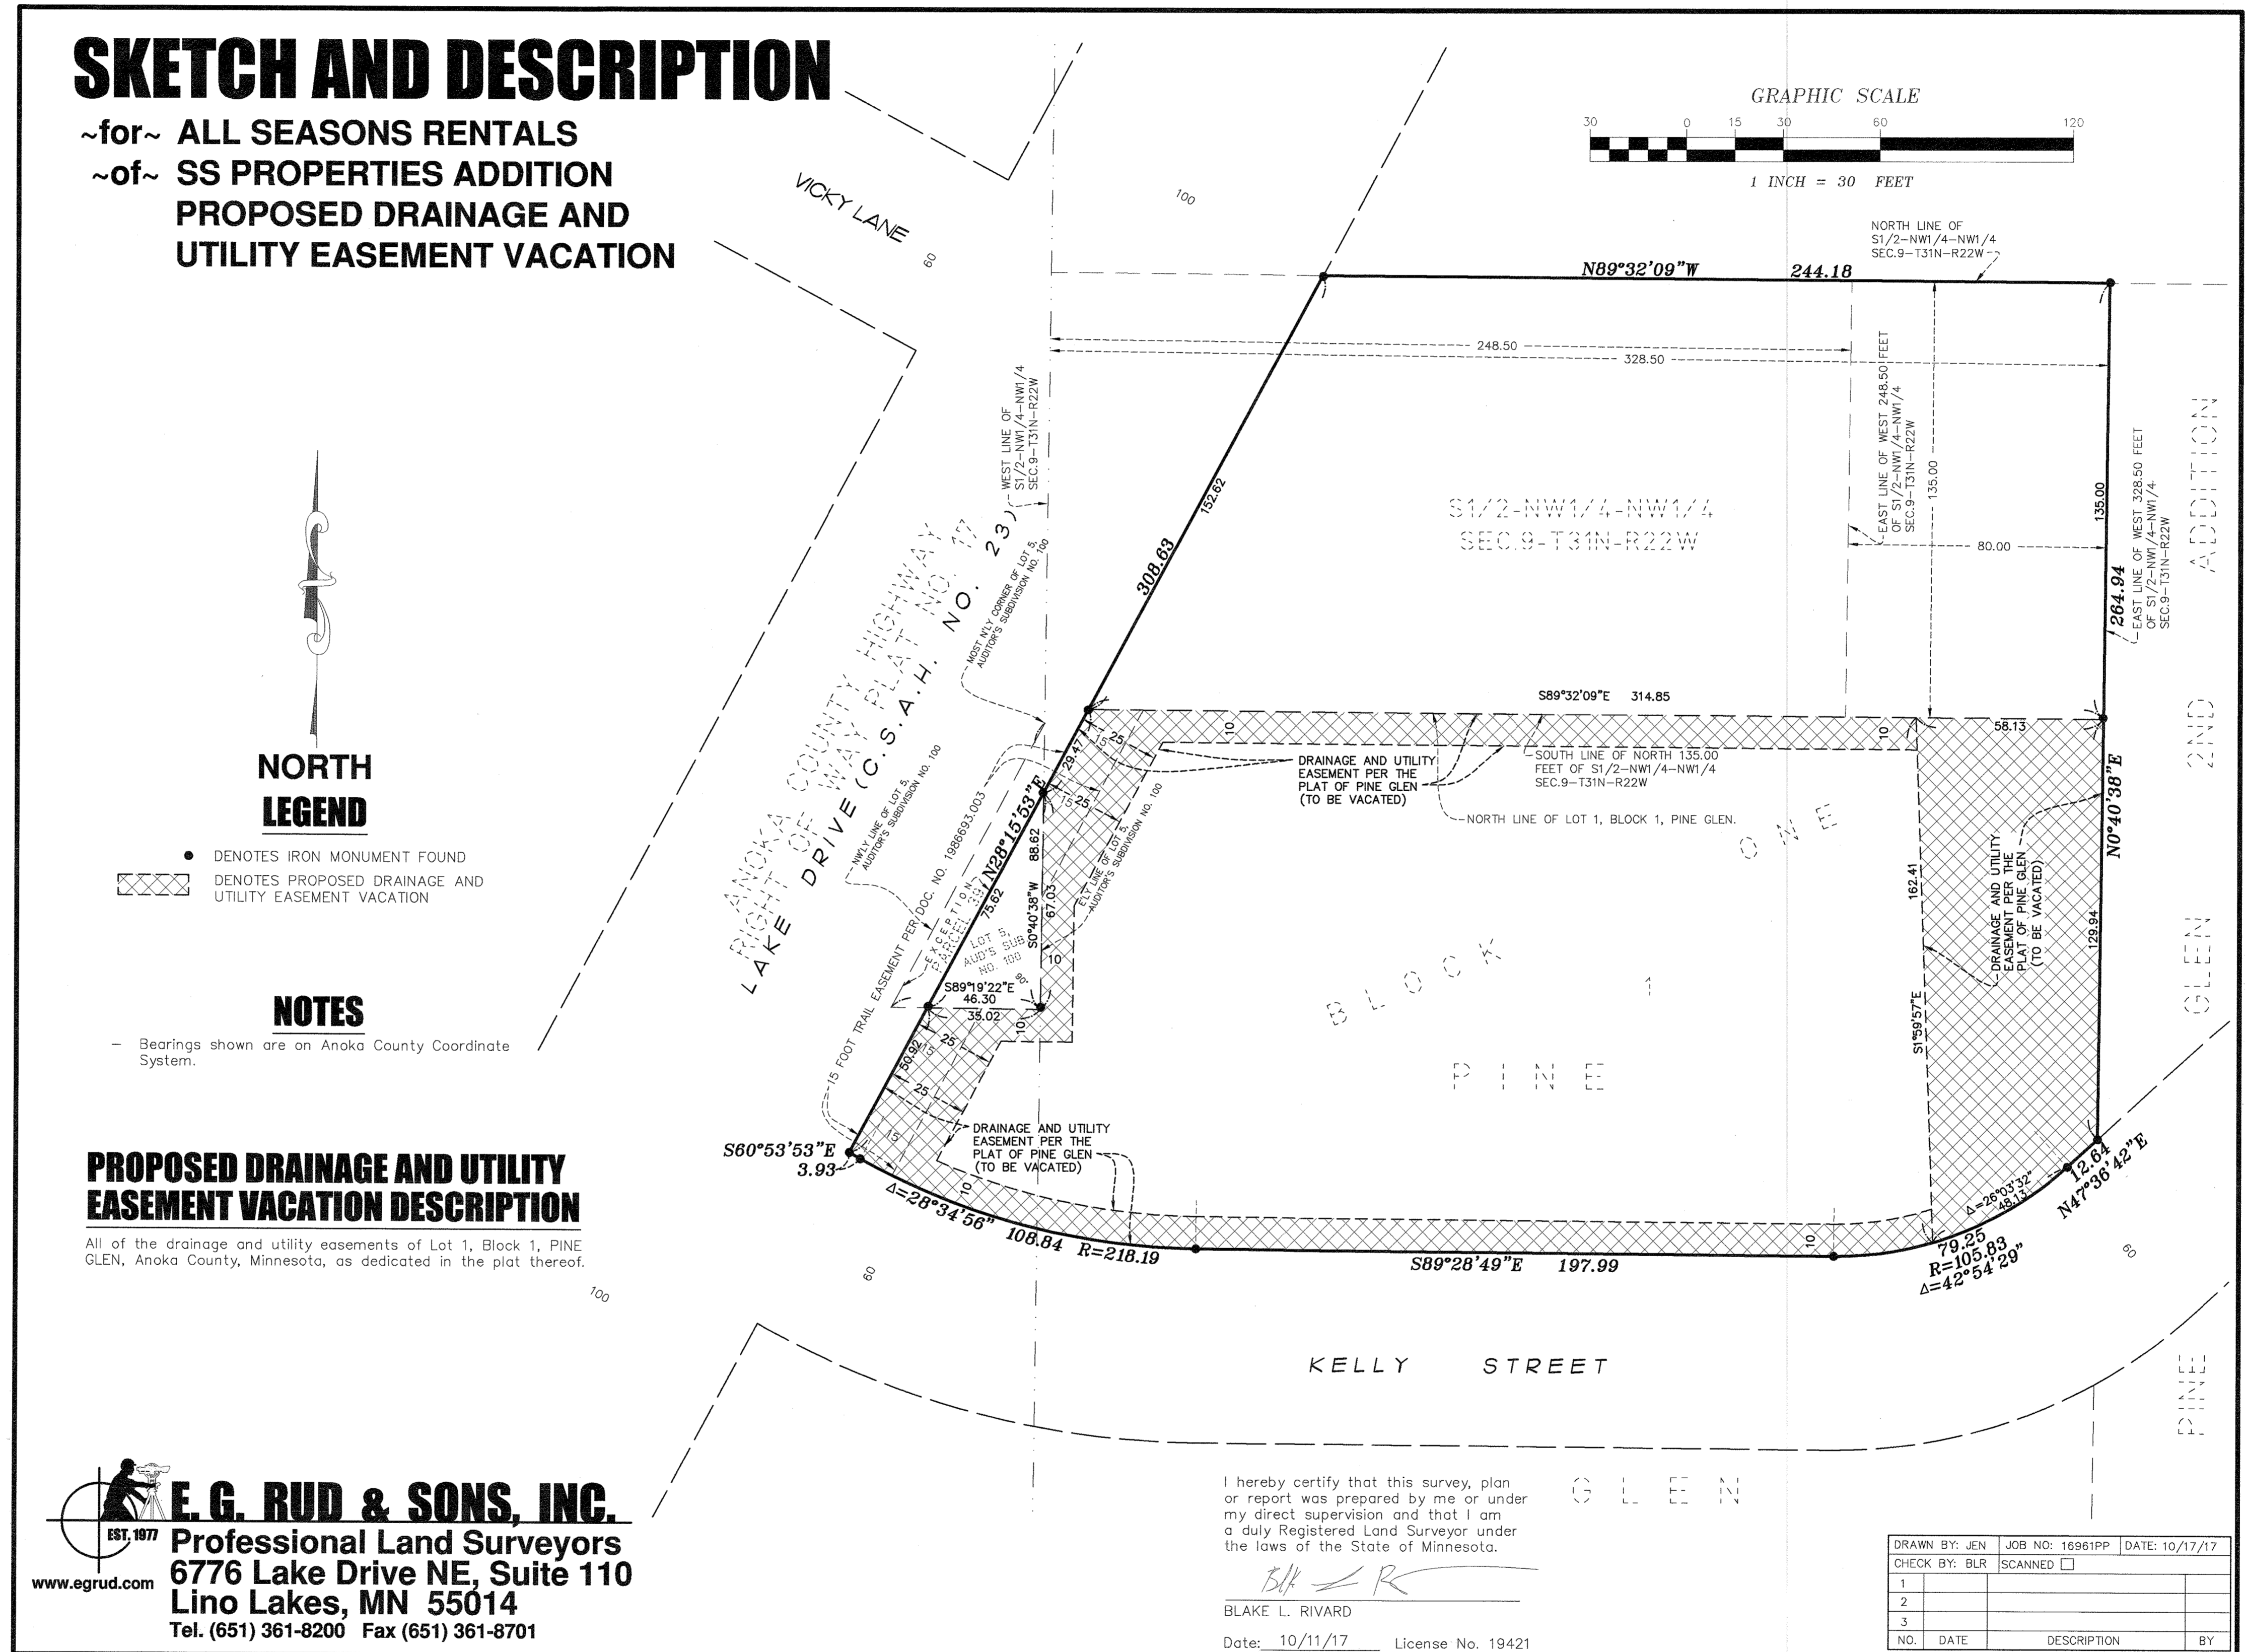 SKETCH AND DESCRIPTION
~for~ ALL SEASONS RENTALS
~of~ SS PROPERTIES ADDITION
PROPOSED DRAINAGE AND
UTILITY EASEMENT VACATION
GRAPHIC SCALE
30 0 15 30 60 120
1 INCH = 30 FEET
VICKY LANE
60
100
NORTH LINE OF
S1/2-NW1/4-NW1/4
SEC.9-T31N-R22W
N89°32'09"W 244.18
248.50
328.50
WEST LINE OF
S1/2-NW1/4-NW1/4
SEC.9-T31N-R22W
EAST LINE OF WEST 248.50 FEET
OF S1/2-NW1/4-NW1/4
SEC.9-T31N-R22W
135.00
80.00
135.00
264.94
EAST LINE OF WEST 328.50 FEET
OF S1/2-NW1/4-NW1/4
SEC.9-T31N-R22W
PINE GLEN 2ND ADDITION
S1/2-NW1/4-NW1/4
SEC.9-T31N-R22W
152.62
308.63
ANOKA COUNTY HIGHWAY
RIGHT OF WAY PLAT NO. 17
LAKE DRIVE (C.S.A.H. NO. 23)
MOST N'LY CORNER OF LOT 5,
AUDITOR'S SUBDIVISION NO. 100
NW'LY LINE OF LOT 5,
AUDITOR'S SUBDIVISION NO. 100
15 FOOT TRAIL EASEMENT PER DOC. NO. 1986693.003
N28°15'53"E
29.47
75.62
EXCEPTION
PARCEL 397
LOT 5,
AUD'S SUB
NO. 100
S0°40'38"W 88.62
67.03
E'LY LINE OF LOT 5,
AUDITOR'S SUBDIVISION NO. 100
15
25
15
25
10
90°
S89°19'22"E
46.30
35.02
10
50.92
15
25
25
15
S89°32'09"E 314.85
10
10
58.13
DRAINAGE AND UTILITY
EASEMENT PER THE
PLAT OF PINE GLEN
(TO BE VACATED)
SOUTH LINE OF NORTH 135.00
FEET OF S1/2-NW1/4-NW1/4
SEC.9-T31N-R22W
NORTH LINE OF LOT 1, BLOCK 1, PINE GLEN.
BLOCK ONE
1
PINE
162.41
S1°59'57"E
DRAINAGE AND UTILITY
EASEMENT PER THE
PLAT OF PINE GLEN
(TO BE VACATED)
N0°40'38"E
129.94
DRAINAGE AND UTILITY
EASEMENT PER THE
PLAT OF PINE GLEN
(TO BE VACATED)
S60°53'53"E
3.93
10
Δ=28°34'56" 108.84 R=218.19
S89°28'49"E 197.99
10
Δ=26°03'32"
48.13
12.64
N47°36'42"E
79.25
R=105.83
Δ=42°54'29"
60
60
100
KELLY STREET
GLEN
NORTH
LEGEND
DENOTES IRON MONUMENT FOUND
DENOTES PROPOSED DRAINAGE AND
UTILITY EASEMENT VACATION
NOTES
– Bearings shown are on Anoka County Coordinate
System.
PROPOSED DRAINAGE AND UTILITY
EASEMENT VACATION DESCRIPTION
All of the drainage and utility easements of Lot 1, Block 1, PINE
GLEN, Anoka County, Minnesota, as dedicated in the plat thereof.
E. G. RUD & SONS, INC.
EST. 1977
Professional Land Surveyors
www.egrud.com
6776 Lake Drive NE, Suite 110
Lino Lakes, MN 55014
Tel. (651) 361-8200 Fax (651) 361-8701
I hereby certify that this survey, plan
or report was prepared by me or under
my direct supervision and that I am
a duly Registered Land Surveyor under
the laws of the State of Minnesota.
BLAKE L. RIVARD
Date: 10/11/17 License No. 19421
DRAWN BY: JEN JOB NO: 16961PP DATE: 10/17/17
CHECK BY: BLR SCANNED
1
2
3
NO. DATE DESCRIPTION BY